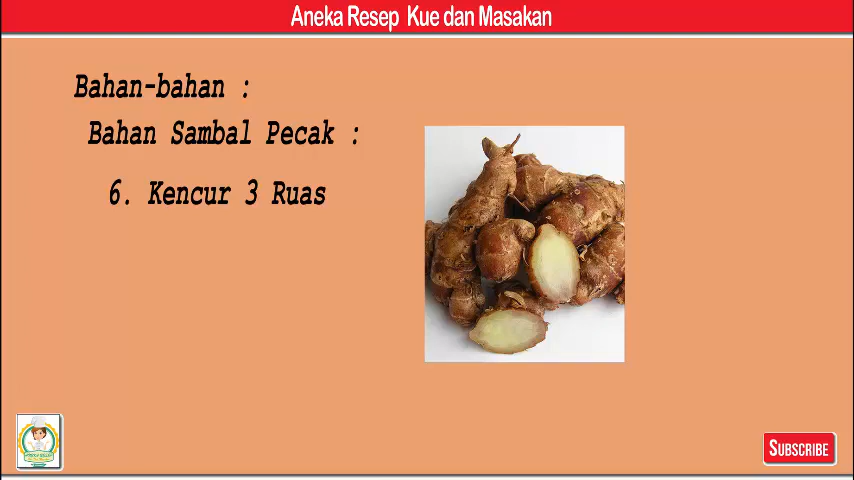 Aneka Resep Kue dan Masakan
Bahan-bahan :
Bahan Sambal Pecak :
6. Kencur 3 Ruas
SUBSCRIBE